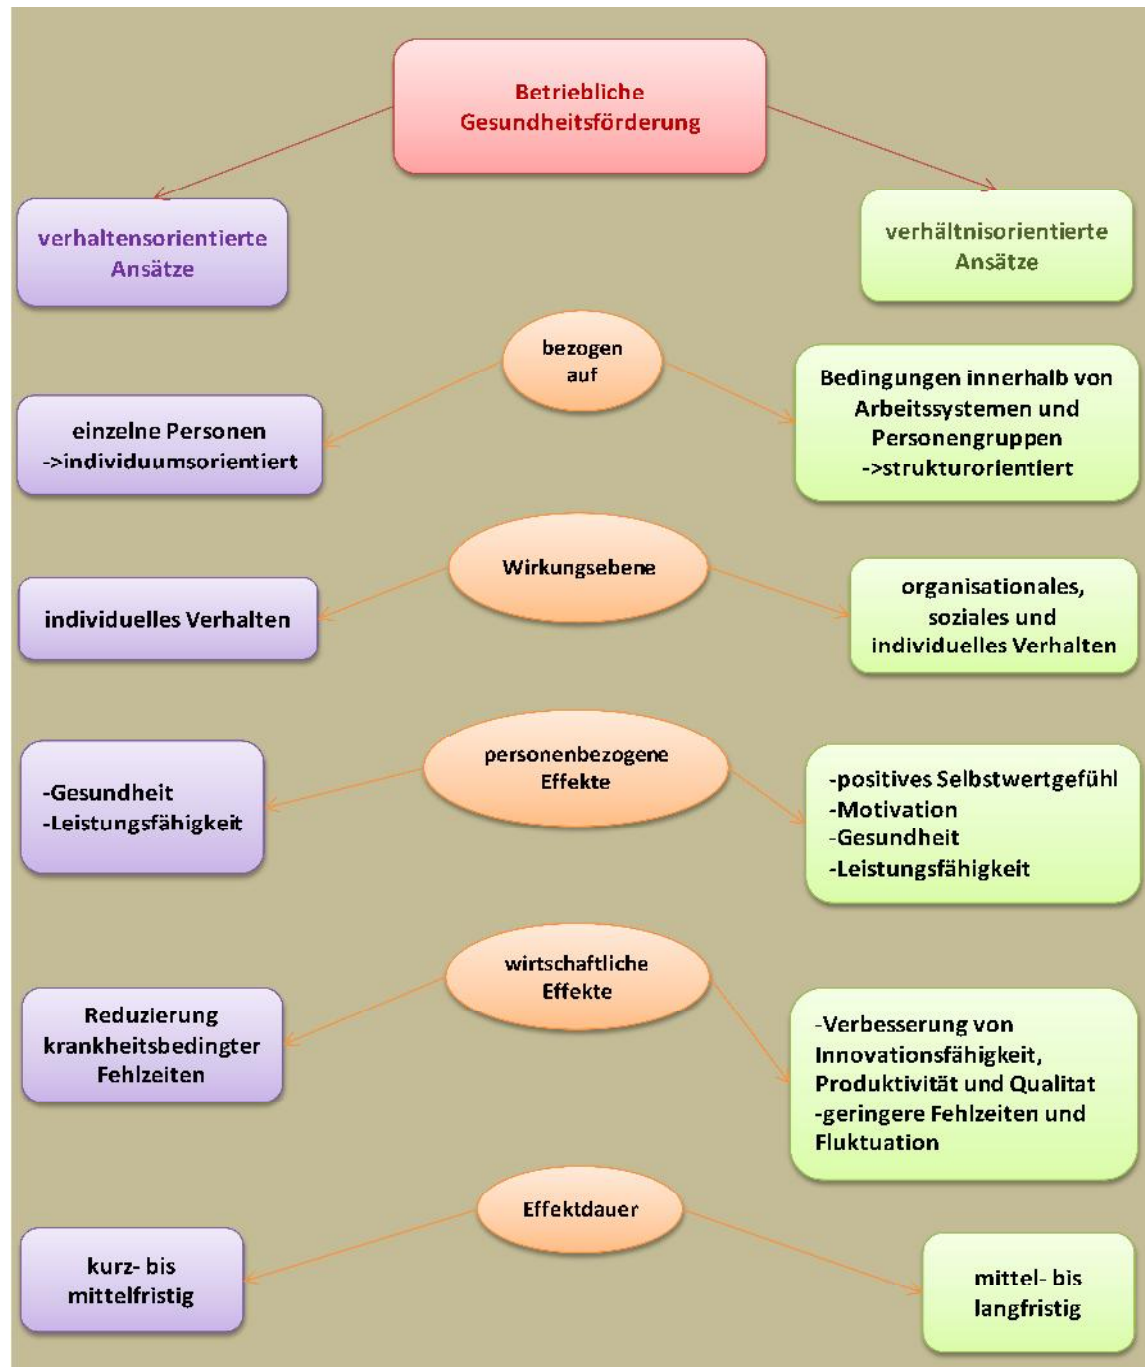 Betriebliche
Gesundheitsförderung
verhaltensorientierte
Ansätze
verhältnisorientierte
Ansätze
bezogen
auf
einzelne Personen
->individuumsorientiert
Bedingungen innerhalb von
Arbeitssystemen und
Personengruppen
->strukturorientiert
Wirkungsebene
individuelles Verhalten
organisationales,
soziales und
individuelles Verhalten
personenbezogene
Effekte
-Gesundheit
-Leistungsfähigkeit
-positives Selbstwertgefühl
-Motivation
-Gesundheit
-Leistungsfähigkeit
wirtschaftliche
Effekte
Reduzierung
krankheitsbedingter
Fehlzeiten
-Verbesserung von
Innovationsfähigkeit,
Produktivität und Qualitat
-geringere Fehlzeiten und
Fluktuation
Effektdauer
kurz- bis
mittelfristig
mittel- bis
langfristig